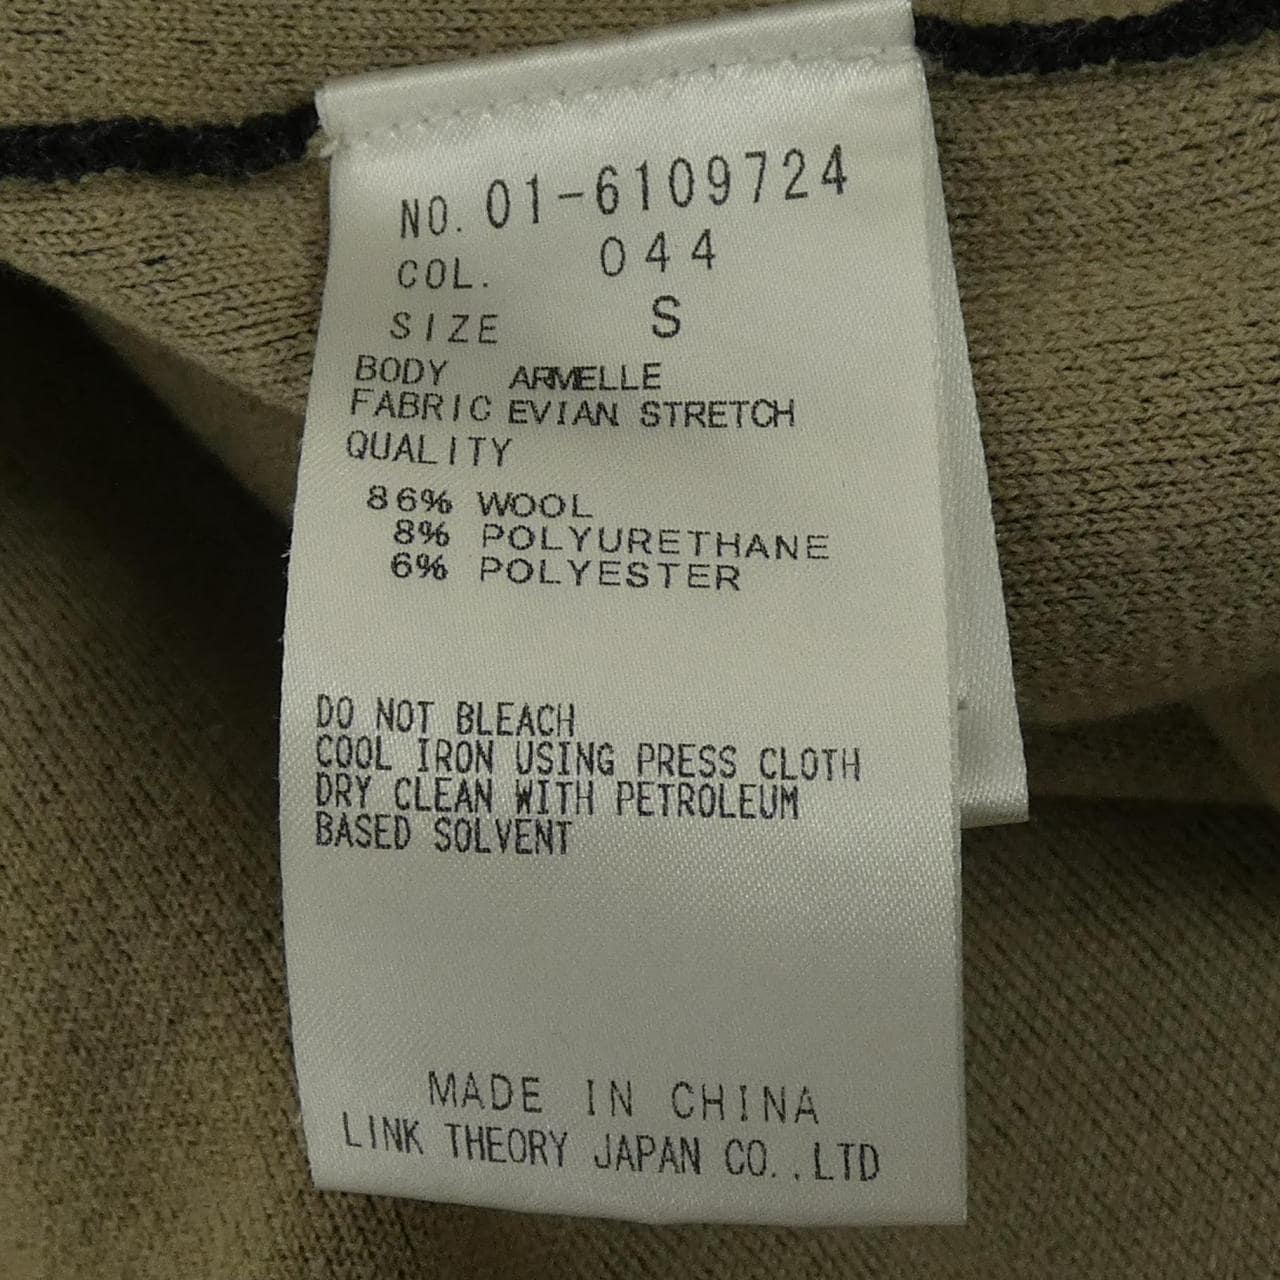 NO. 01-6109724
COL. 044
SIZE S
BODY ARMELLE
FABRIC EVIAN STRETCH
QUALITY
86% WOOL
8% POLYURETHANE
6% POLYESTER
DO NOT BLEACH
COOL IRON USING PRESS CLOTH
DRY CLEAN WITH PETROLEUM
BASED SOLVENT
MADE IN CHINA
LINK THEORY JAPAN CO.,LTD